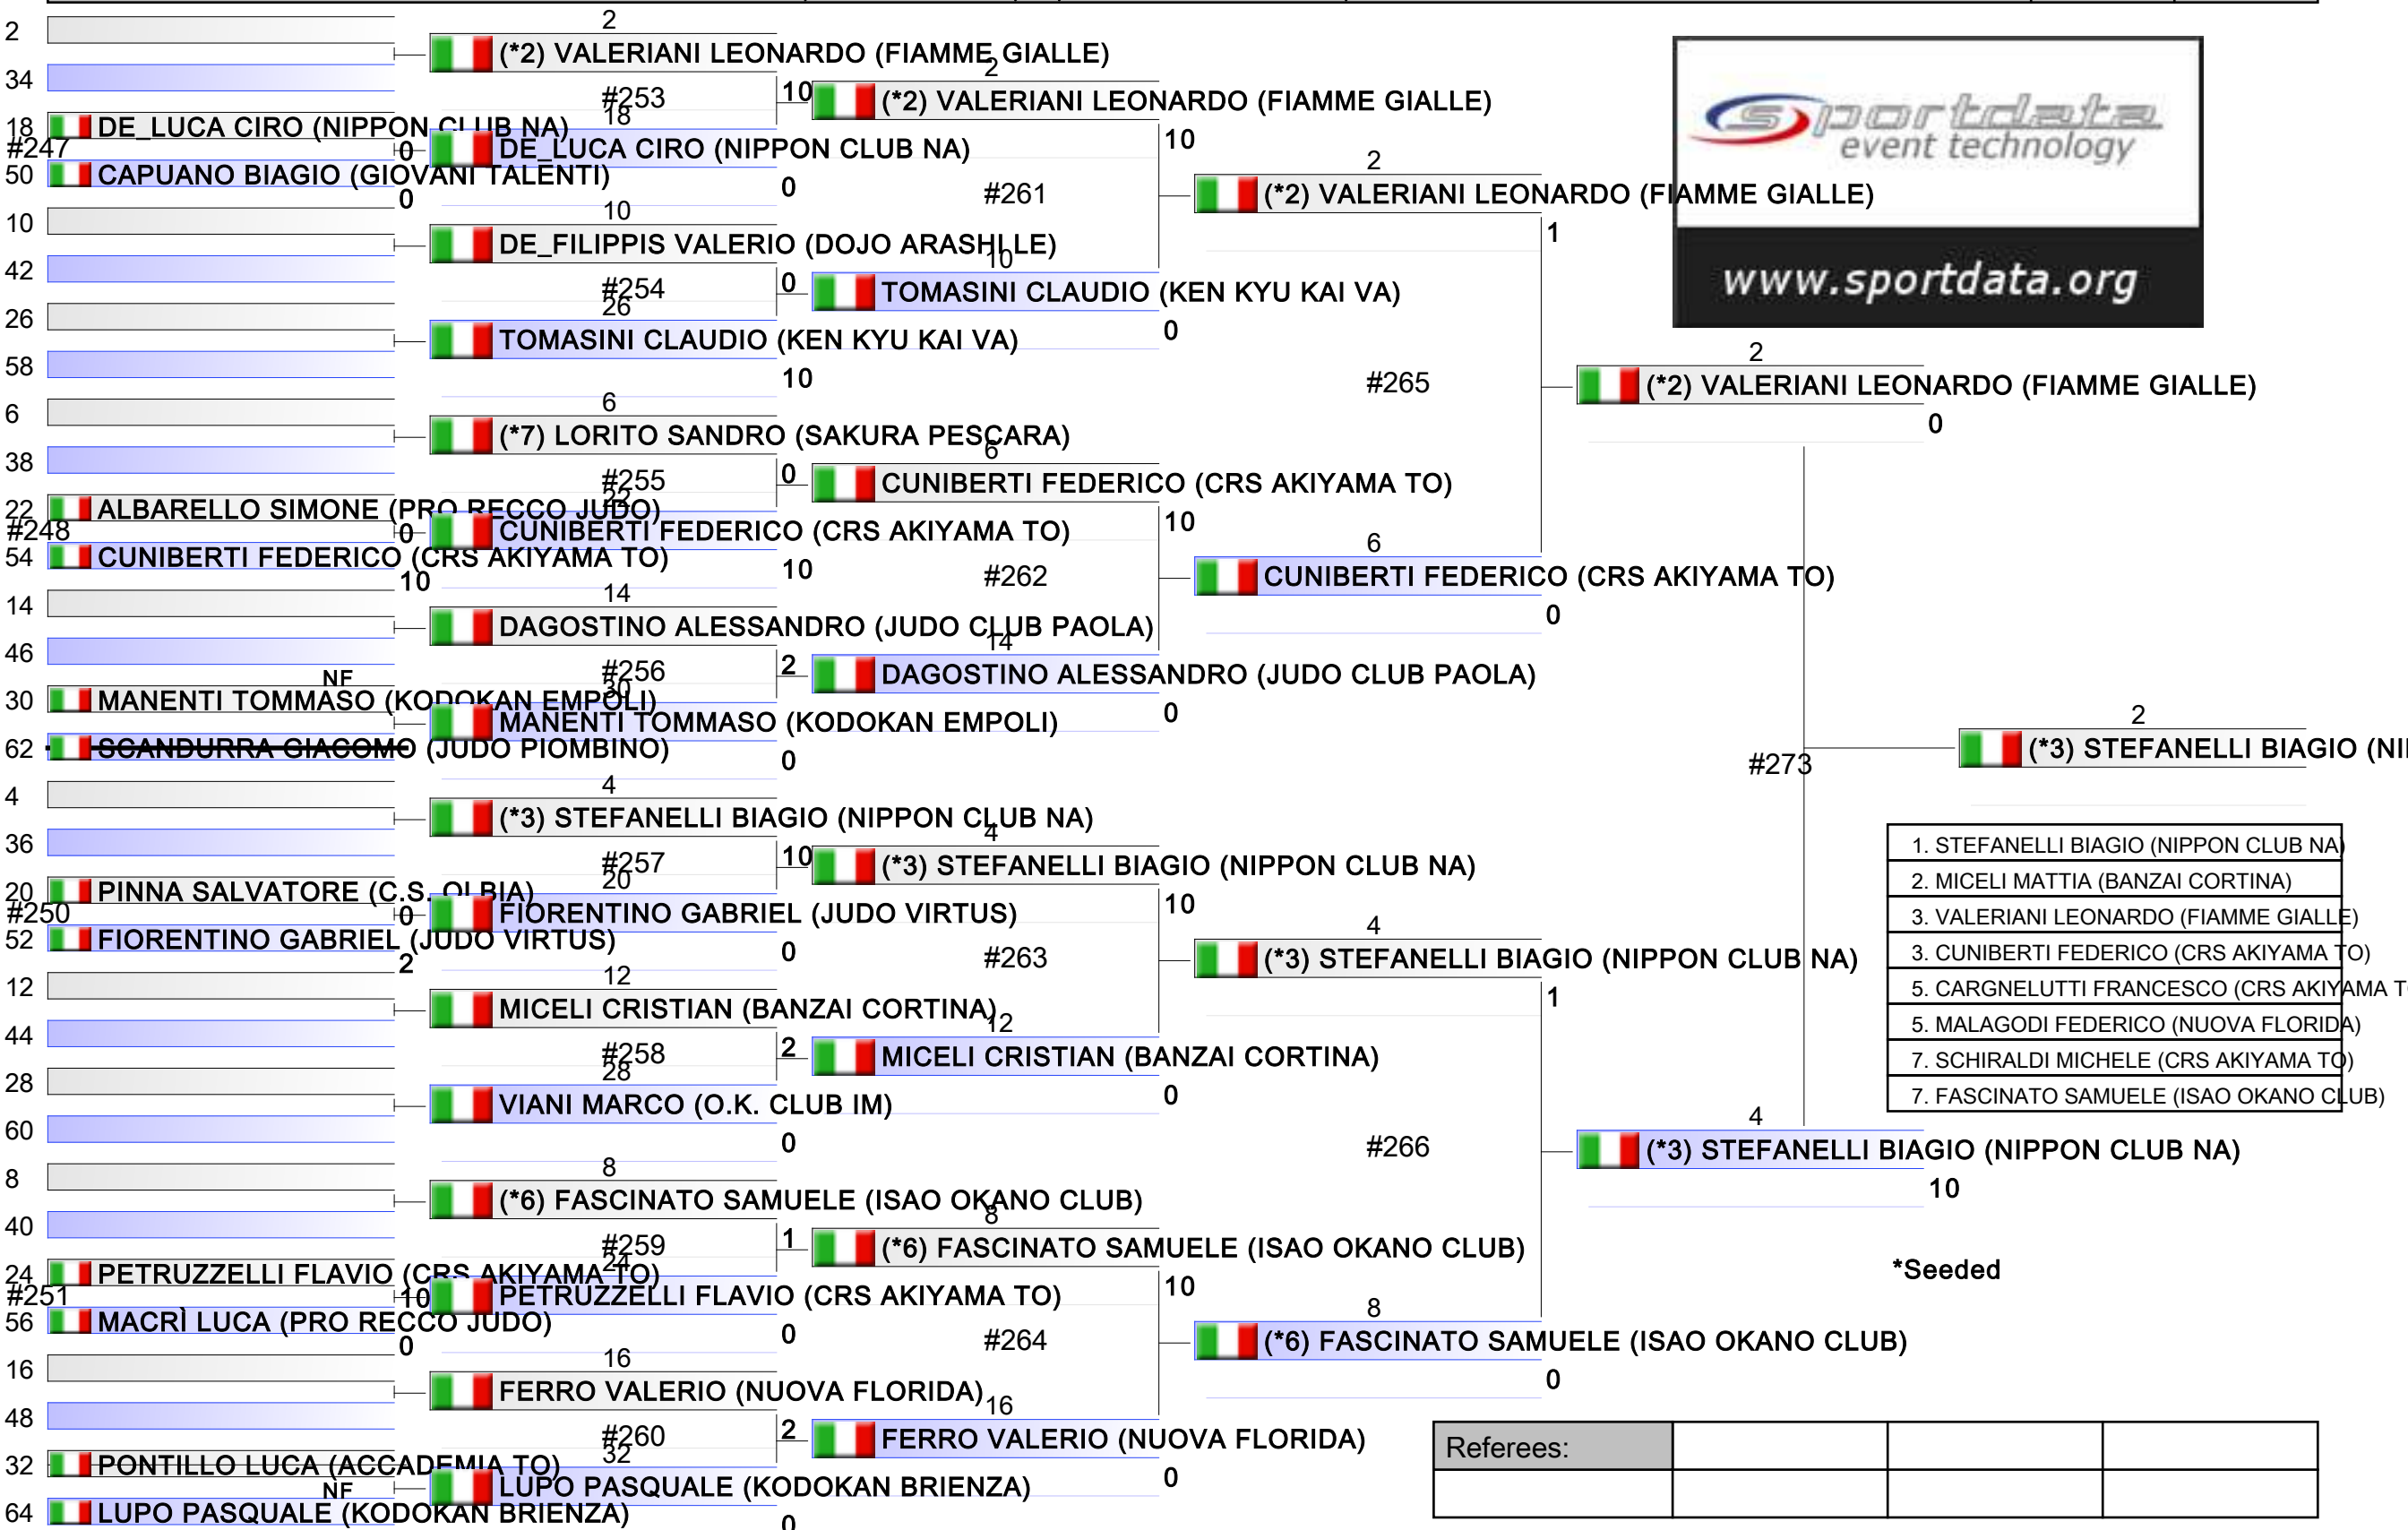 2
34
18
DE_LUCA CIRO (NIPPON CLUB NA)
#247
0
50
CAPUANO BIAGIO (GIOVANI TALENTI)
0
10
42
26
58
6
38
22
ALBARELLO SIMONE (PRO RECCO JUDO)
#248
0
54
CUNIBERTI FEDERICO (CRS AKIYAMA TO)
10
14
46
NF
30
MANENTI TOMMASO (KODOKAN EMPOLI)
62
SCANDURRA GIACOMO (JUDO PIOMBINO)
4
36
20
PINNA SALVATORE (C.S. OLBIA)
#250
0
52
FIORENTINO GABRIEL (JUDO VIRTUS)
2
12
44
28
60
8
40
24
PETRUZZELLI FLAVIO (CRS AKIYAMA TO)
#251
10
56
MACRÌ LUCA (PRO RECCO JUDO)
0
16
48
32
PONTILLO LUCA (ACCADEMIA TO)
NF
64
LUPO PASQUALE (KODOKAN BRIENZA)
2
(*2) VALERIANI LEONARDO (FIAMME GIALLE)
10
#253
18
DE_LUCA CIRO (NIPPON CLUB NA)
0
10
DE_FILIPPIS VALERIO (DOJO ARASHI LE)
0
#254
26
TOMASINI CLAUDIO (KEN KYU KAI VA)
10
6
(*7) LORITO SANDRO (SAKURA PESCARA)
0
#255
22
CUNIBERTI FEDERICO (CRS AKIYAMA TO)
10
14
DAGOSTINO ALESSANDRO (JUDO CLUB PAOLA)
2
#256
30
MANENTI TOMMASO (KODOKAN EMPOLI)
0
4
(*3) STEFANELLI BIAGIO (NIPPON CLUB NA)
10
#257
20
FIORENTINO GABRIEL (JUDO VIRTUS)
0
12
MICELI CRISTIAN (BANZAI CORTINA)
2
#258
28
VIANI MARCO (O.K. CLUB IM)
0
8
(*6) FASCINATO SAMUELE (ISAO OKANO CLUB)
1
#259
24
PETRUZZELLI FLAVIO (CRS AKIYAMA TO)
0
16
FERRO VALERIO (NUOVA FLORIDA)
2
#260
32
LUPO PASQUALE (KODOKAN BRIENZA)
0
2
(*2) VALERIANI LEONARDO (FIAMME GIALLE)
10
#261
10
TOMASINI CLAUDIO (KEN KYU KAI VA)
0
6
CUNIBERTI FEDERICO (CRS AKIYAMA TO)
10
#262
14
DAGOSTINO ALESSANDRO (JUDO CLUB PAOLA)
0
4
(*3) STEFANELLI BIAGIO (NIPPON CLUB NA)
10
#263
12
MICELI CRISTIAN (BANZAI CORTINA)
0
8
(*6) FASCINATO SAMUELE (ISAO OKANO CLUB)
10
#264
16
FERRO VALERIO (NUOVA FLORIDA)
0
2
(*2) VALERIANI LEONARDO (FIAMME GIALLE)
1
#265
6
CUNIBERTI FEDERICO (CRS AKIYAMA TO)
0
4
(*3) STEFANELLI BIAGIO (NIPPON CLUB NA)
1
#266
8
(*6) FASCINATO SAMUELE (ISAO OKANO CLUB)
0
sportdata
event technology
www.sportdata.org
2
(*2) VALERIANI LEONARDO (FIAMME GIALLE)
0
#273
4
(*3) STEFANELLI BIAGIO (NIPPON CLUB NA)
10
2
(*3) STEFANELLI BIAGIO
1. STEFANELLI BIAGIO (NIPPON CLUB NA)
2. MICELI MATTIA (BANZAI CORTINA)
3. VALERIANI LEONARDO (FIAMME GIALLE)
3. CUNIBERTI FEDERICO (CRS AKIYAMA TO)
5. CARGNELUTTI FRANCESCO (CRS AKIYAMA
5. MALAGODI FEDERICO (NUOVA FLORIDA)
7. SCHIRALDI MICHELE (CRS AKIYAMA TO)
7. FASCINATO SAMUELE (ISAO OKANO CLUB)
*Seeded
Referees: